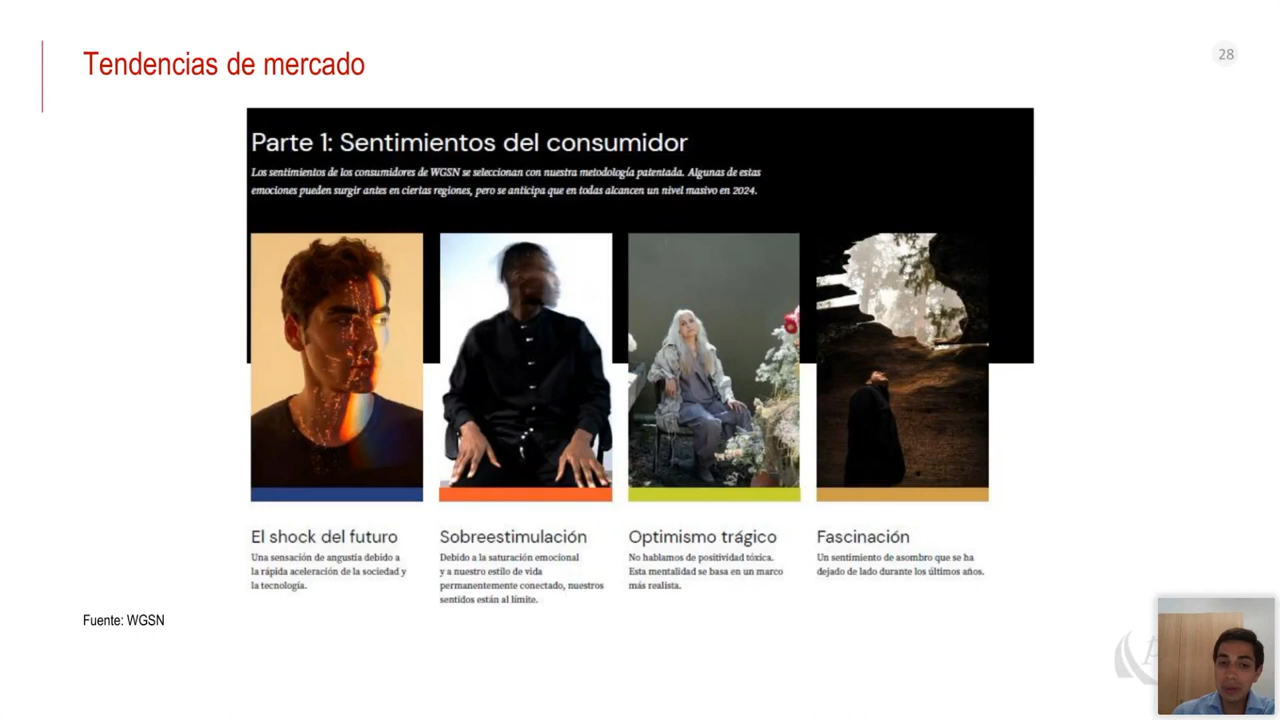 Tendencias de mercado
28
Parte 1: Sentimientos del consumidor
Los sentimientos de los consumidores de WGSN se seleccionan con nuestra metodología patentada. Algunas de estas
emociones pueden surgir antes en ciertas regiones, pero se anticipa que en todas alcancen un nivel masivo en 2024.
El shock del futuro
Una sensación de angustia debido a
la rápida aceleración de la sociedad y
la tecnología.
Sobreestimulación
Debido a la saturación emocional
y a nuestro estilo de vida
permanentemente conectado, nuestros
sentidos están al límite.
Optimismo trágico
No hablamos de positividad tóxica.
Esta mentalidad se basa en un marco
más realista.
Fascinación
Un sentimiento de asombro que se ha
dejado de lado durante los últimos años.
Fuente: WGSN